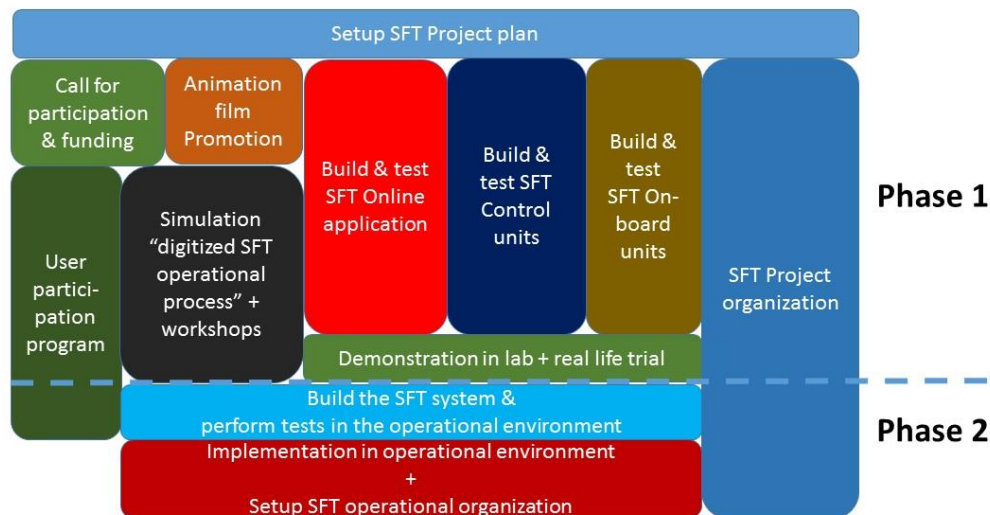 Setup SFT Project plan
Call for
participation
& funding
Animation
film
Promotion
Build & test
SFT Online
application
Build &
test SFT
Control
units
Build &
test
SFT On-
board
units
Phase 1
User
partici-
pation
program
Simulation
“digitized SFT
operational
process” +
workshops
SFT Project
organization
Demonstration in lab + real life trial
Build the SFT system &
perform tests in the operational environment
Phase 2
Implementation in operational environment
+
Setup SFT operational organization